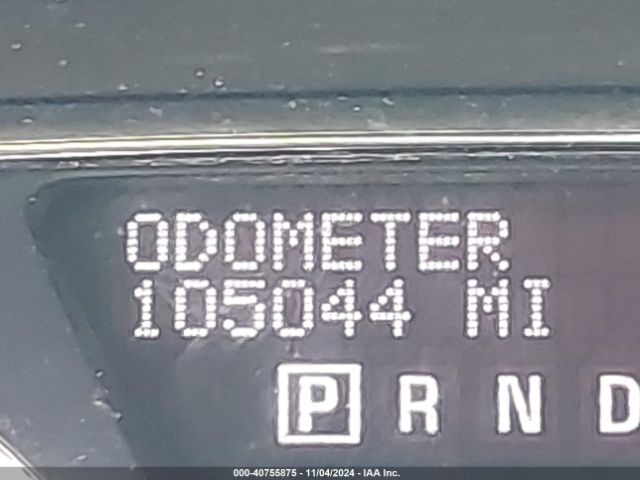 ODOMETER
105044 MI
P R N D
000-40755875 - 11/04/2024 - IAA Inc.